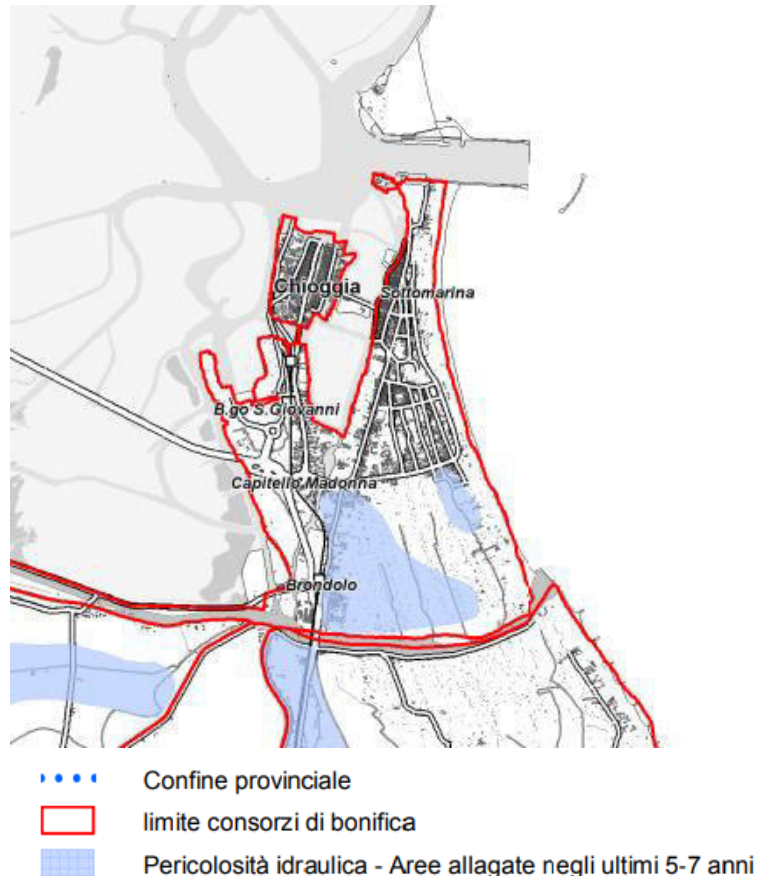 Chioggia
Sottomarina
B.go S.Giovanni
Capitello Madonna
Brondolo
Confine provinciale
limite consorzi di bonifica
Pericolosità idraulica - Aree allagate negli ultimi 5-7 anni